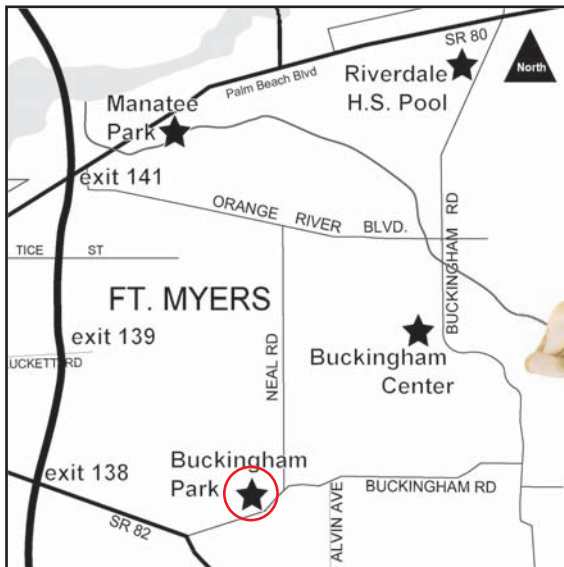 SR 80
North
Palm Beach Blvd
Riverdale
H.S. Pool
Manatee
Park
exit 141
ORANGE RIVER BLVD.
BUCKINGHAM RD
TICE ST
FT. MYERS
exit 139
LUCKETT RD
NEAL RD
Buckingham
Center
exit 138
Buckingham
Park
BUCKINGHAM RD
SR 82
ALVIN AVE